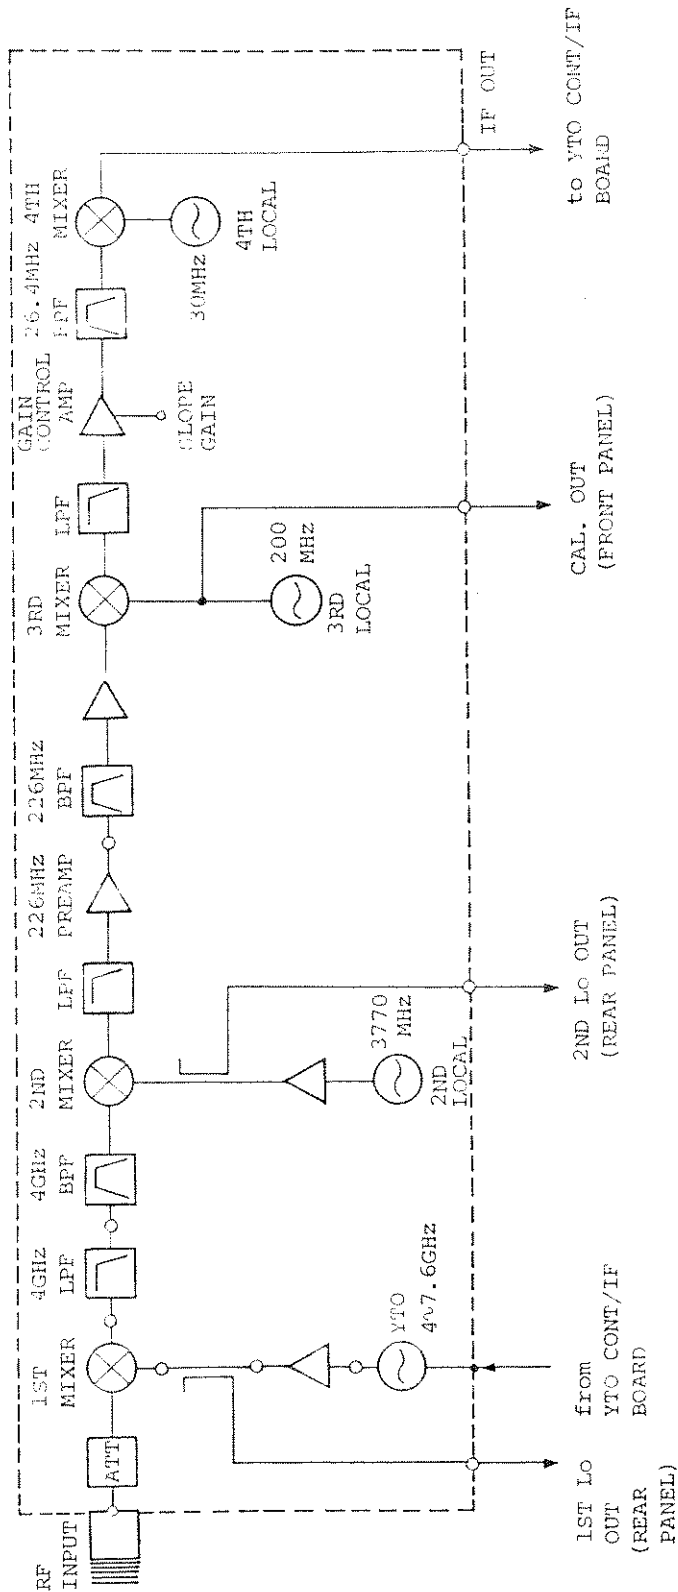 RF
INPUT
ATT
1ST
MIXER
4GHz
LPF
4GHz
BPF
2ND
MIXER
LPF
226MHz
PREAMP
226MHz
BPF
3RD
MIXER
LPF
GAIN
CONTROL
AMP
SLOPE
GAIN
26.4MHz
BPF
4TH
MIXER
YTO
4~7.6GHz
3770
MHz
2ND
LOCAL
200
MHz
3RD
LOCAL
30MHz
4TH
LOCAL
IF OUT
1ST Lo
OUT
(REAR
PANEL)
from
YTO CONT/IF
BOARD
2ND Lo OUT
(REAR PANEL)
CAL. OUT
(FRONT PANEL)
to YTO CONT/IF
BOARD